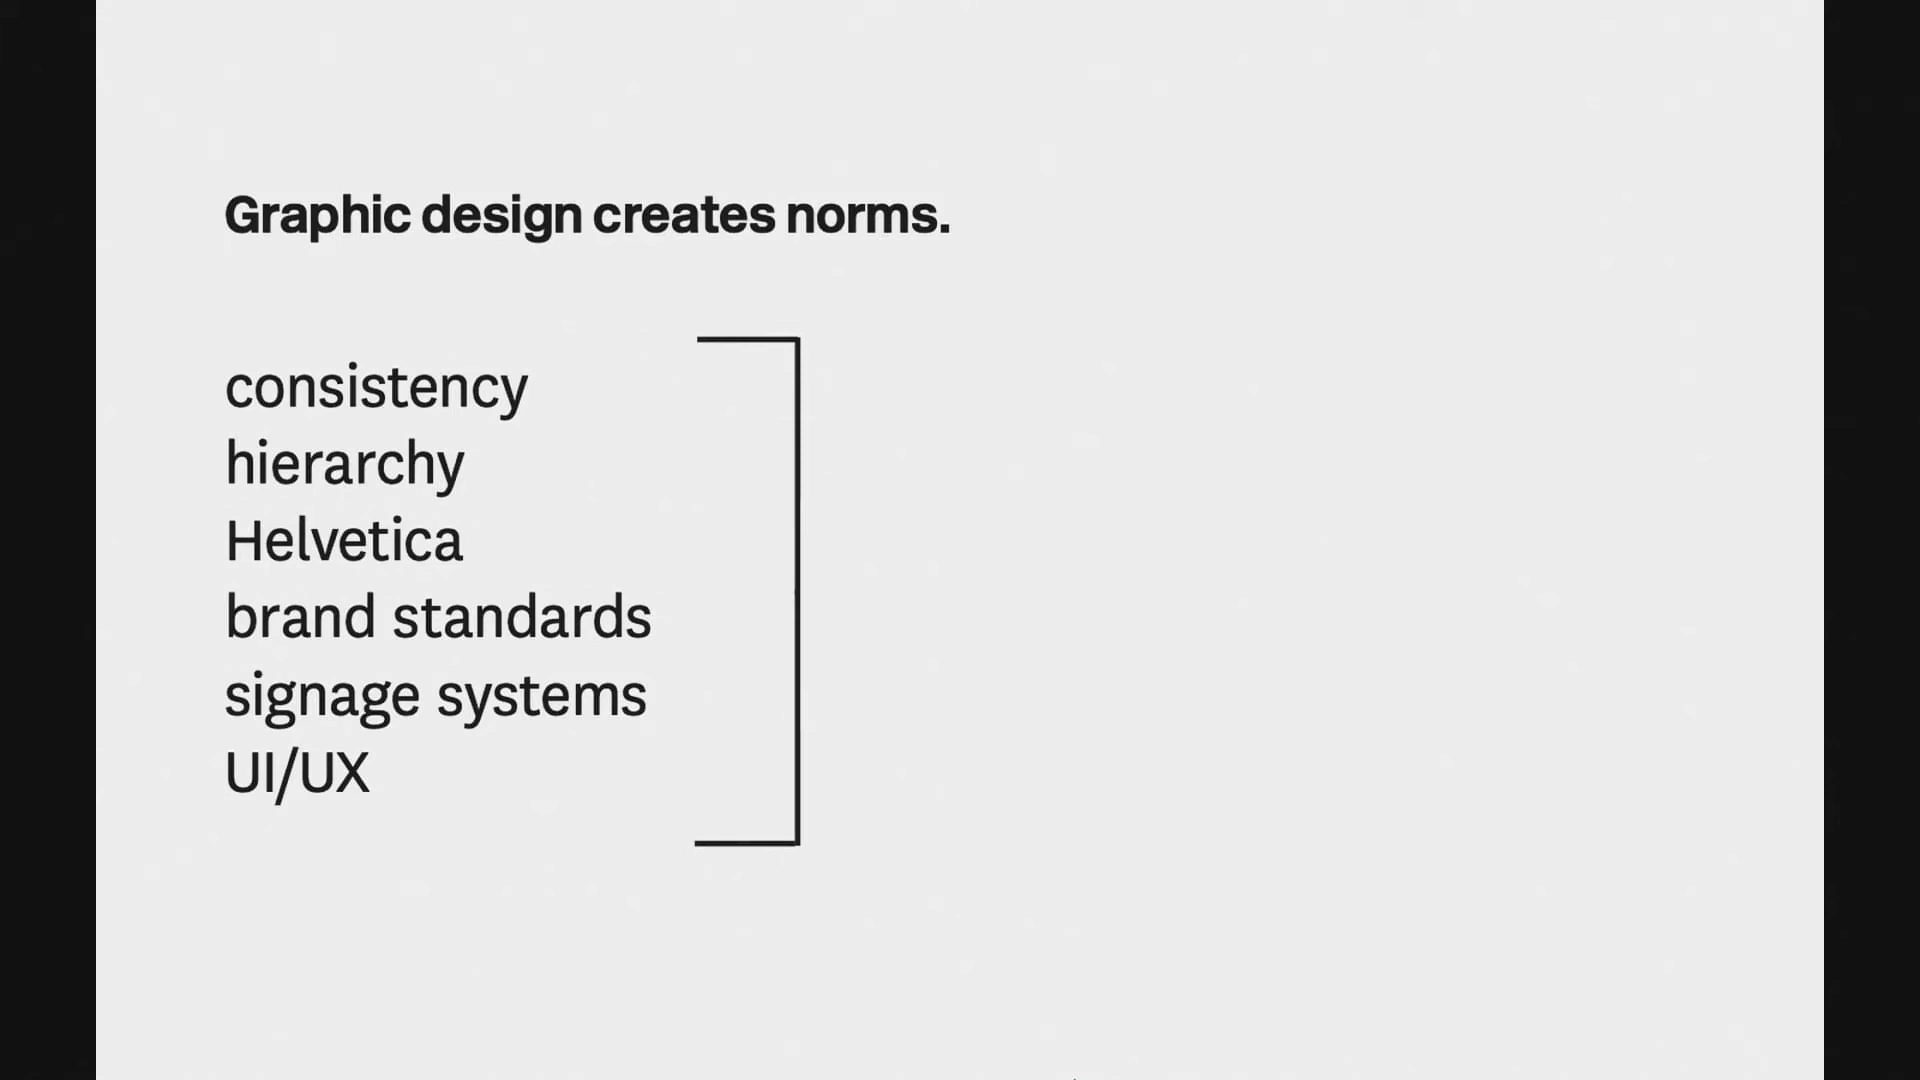 Graphic design creates norms.
consistency
hierarchy
Helvetica
brand standards
signage systems
UI/UX